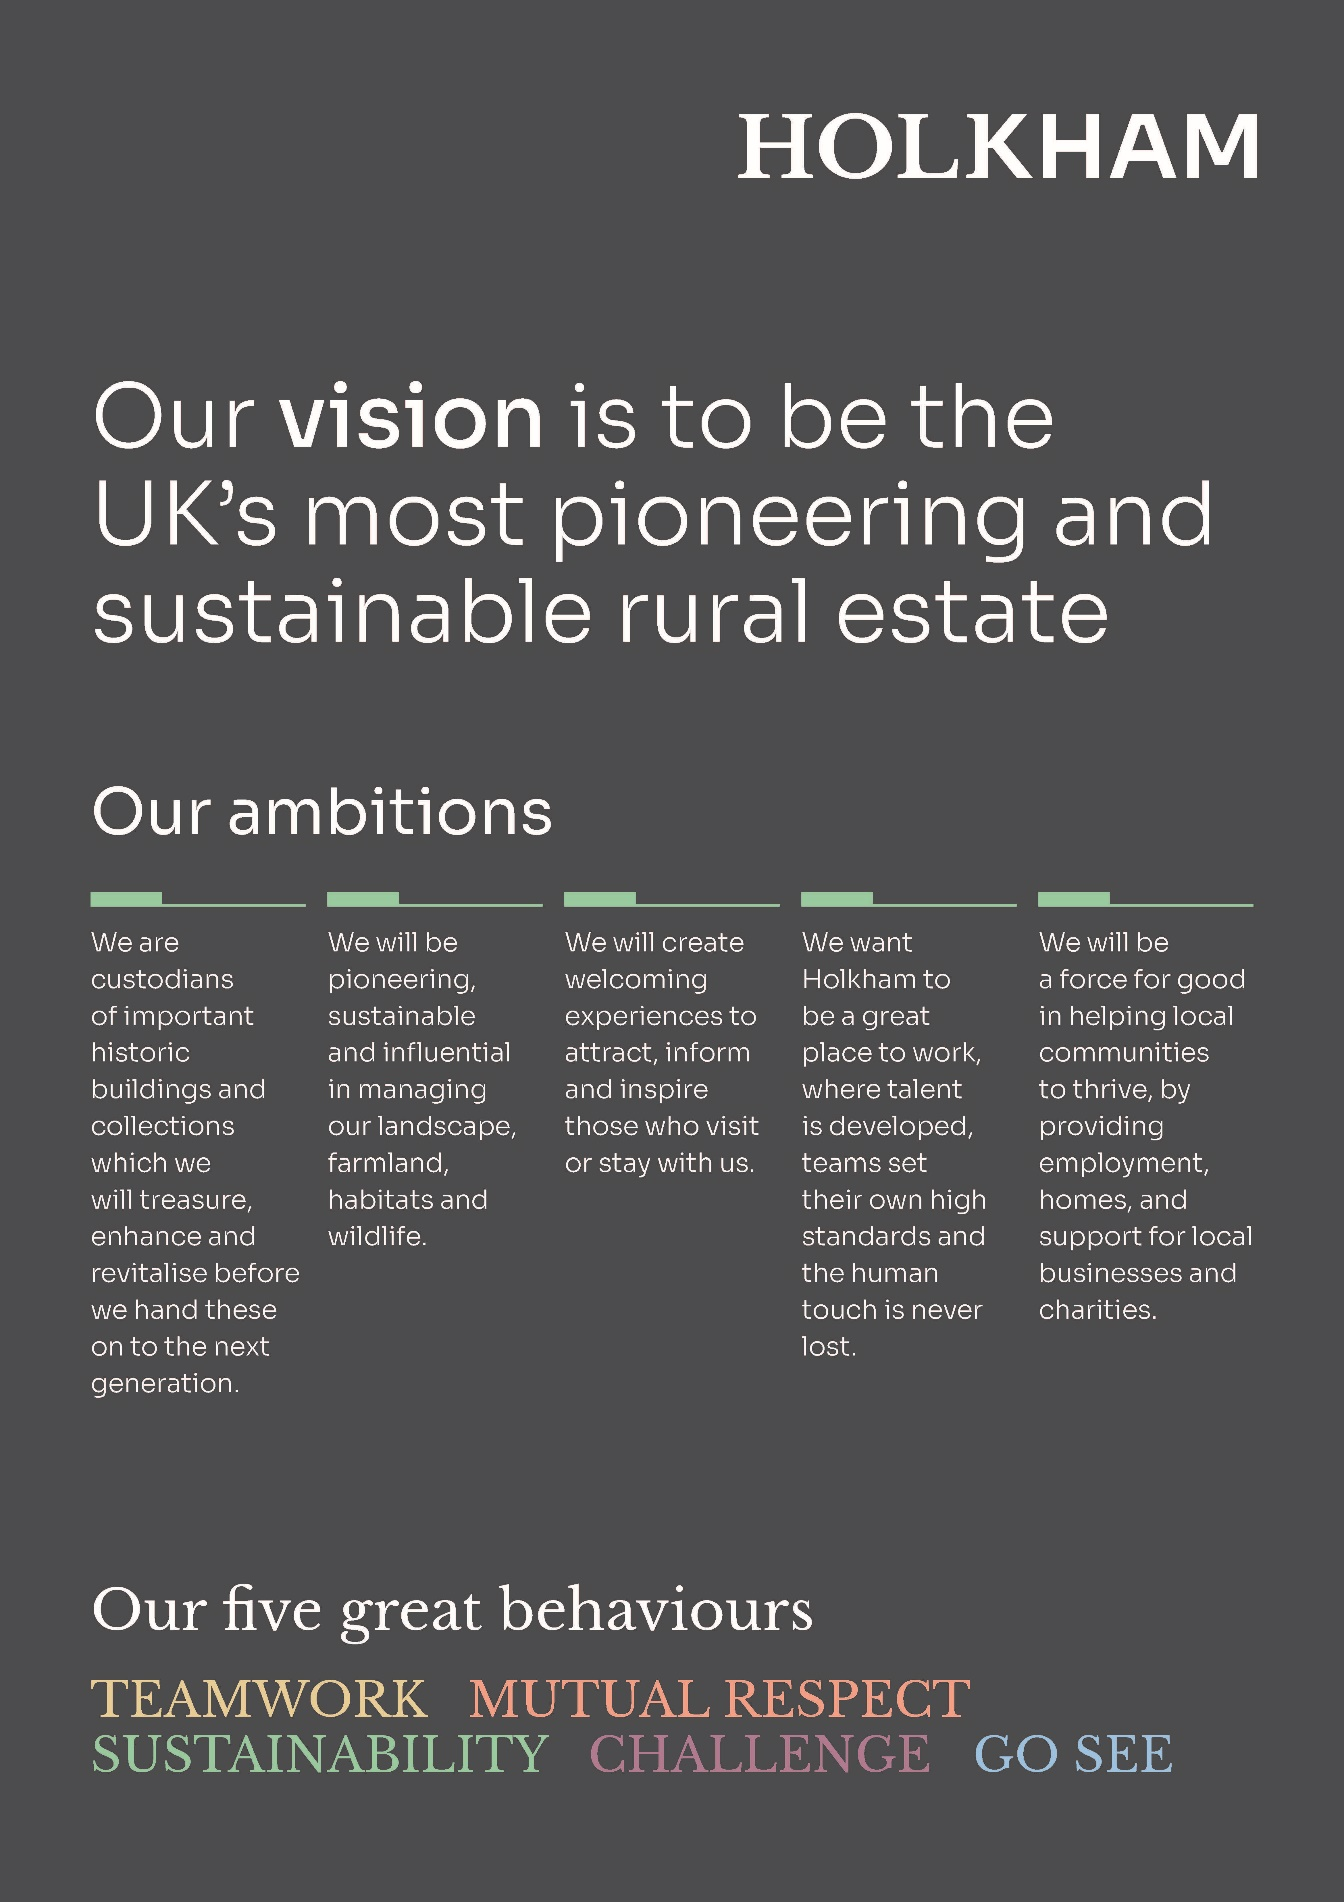 HOLKHAM
Our vision is to be the
UK’s most pioneering and
sustainable rural estate
Our ambitions
We are
custodians
of important
historic
buildings and
collections
which we
will treasure,
enhance and
revitalise before
we hand these
on to the next
generation.
We will be
pioneering,
sustainable
and influential
in managing
our landscape,
farmland,
habitats and
wildlife.
We will create
welcoming
experiences to
attract, inform
and inspire
those who visit
or stay with us.
We want
Holkham to
be a great
place to work,
where talent
is developed,
teams set
their own high
standards and
the human
touch is never
lost.
We will be
a force for good
in helping local
communities
to thrive, by
providing
employment,
homes, and
support for local
businesses and
charities.
Our five great behaviours
TEAMWORK MUTUAL RESPECT
SUSTAINABILITY CHALLENGE GO SEE